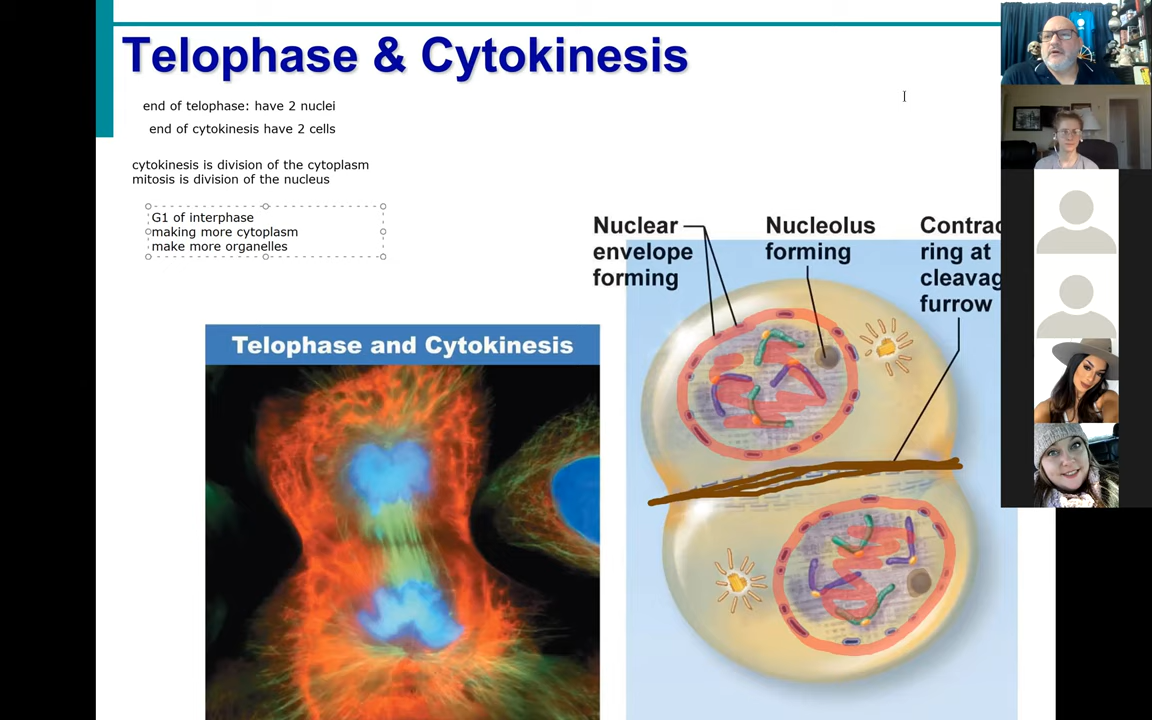 Telophase & Cytokinesis
end of telophase: have 2 nuclei
end of cytokinesis have 2 cells
cytokinesis is division of the cytoplasm
mitosis is division of the nucleus
G1 of interphase
making more cytoplasm
make more organelles
Nuclear
envelope
forming
Nucleolus
forming
Contrac
ring at
cleavag
furrow
Telophase and Cytokinesis